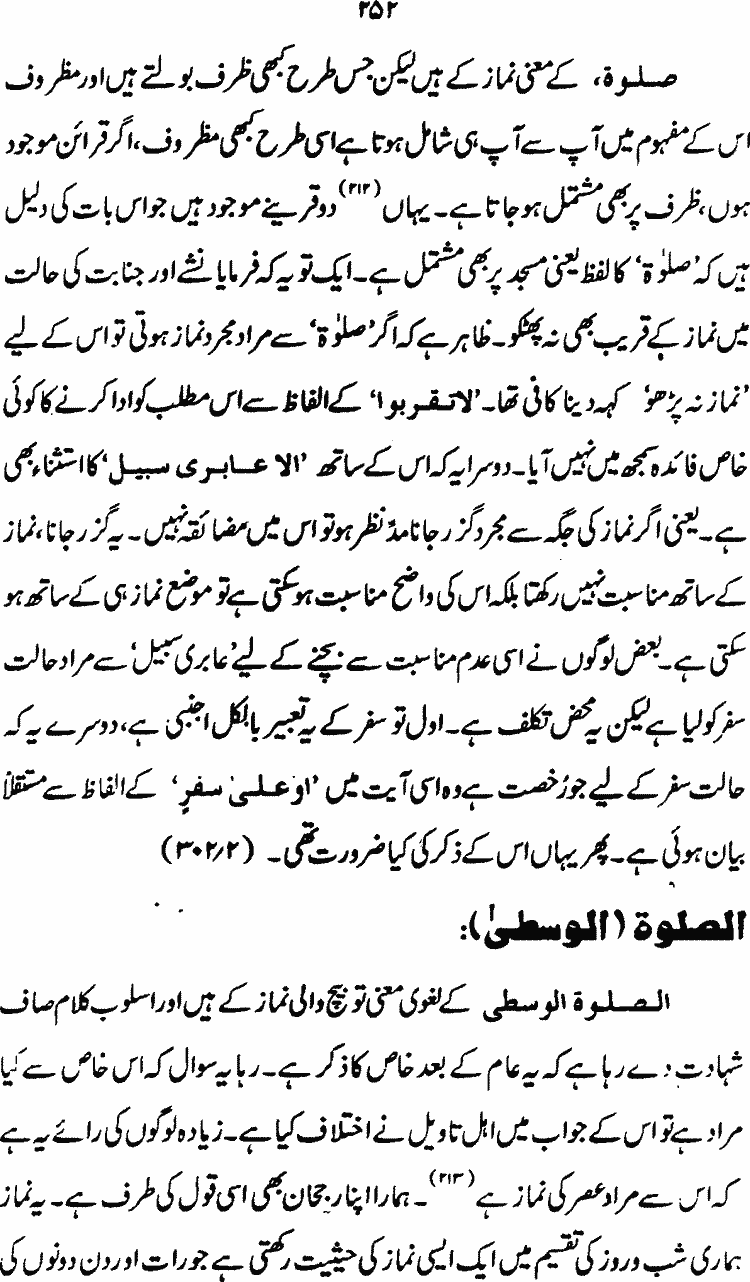 ۲۵۲
صلوۃ، کے معنی نماز کے ہیں لیکن جس طرح کبھی ظرف بولتے ہیں اور مظروف
اس کے مفہوم میں آپ سے آپ ہی شامل ہوتا ہے اسی طرح کبھی مظروف، اگر قرائن موجود
ہوں، ظرف پر بھی مشتمل ہو جاتا ہے۔ یہاں (۲۱۲) دو قرینے موجود ہیں جو اس بات کی دلیل
ہیں کہ ’صلوٰۃ‘ کا لفظ یعنی مسجد پر بھی مشتمل ہے۔ ایک تو یہ کہ فرمایا نشے اور جنابت کی حالت
میں نماز کے قریب بھی نہ پھٹکو۔ ظاہر ہے کہ اگر ’صلوٰۃ‘ سے مراد مجرد نماز ہوتی تو اس کے لیے
’نماز نہ پڑھو‘ کہہ دینا کافی تھا۔ ’لا تقربوا‘ کے الفاظ سے اس مطلب کو ادا کرنے کا کوئی
خاص فائدہ سمجھ میں نہیں آیا۔ دوسرا یہ کہ اس کے ساتھ ’الا عابری سبیل‘ کا استثناء بھی
ہے۔ یعنی اگر نماز کی جگہ سے مجرد گزر جانا مدّ نظر ہو تو اس میں مضائقہ نہیں۔ یہ گزر جانا، نماز
کے ساتھ مناسبت نہیں رکھتا بلکہ اس کی واضح مناسبت ہو سکتی ہے تو موضع نماز ہی کے ساتھ ہو
سکتی ہے۔ بعض لوگوں نے اسی عدم مناسبت سے بچنے کے لیے ’عابری سبیل‘ سے مراد حالت
سفر کو لیا ہے لیکن یہ محض تکلف ہے۔ اول تو سفر کے یہ تعبیر بالکل اجنبی ہے، دوسرے یہ کہ
حالت سفر کے لیے جو رُخصت ہے وہ اسی آیت میں ’او علیٰ سفرٍ‘ کے الفاظ سے مستقلاً
بیان ہوئی ہے۔ پھر یہاں اس کے ذکر کی کیا ضرورت تھی۔ (۳۰۲/۲)
الصلوۃ (الوسطیٰ):
الصلوۃ الوسطی کے لغوی معنی تو بیچ والی نماز کے ہیں اور اسلوب کلام صاف
شہادت دے رہا ہے کہ یہ عام کے بعد خاص کا ذکر ہے۔ رہا یہ سوال کہ اس خاص سے کیا
مراد ہے تو اس کے جواب میں اہل تاویل نے اختلاف کیا ہے۔ زیادہ لوگوں کی رائے یہ ہے
کہ اس سے مراد عصر کی نماز ہے (۲۱۳)۔ ہمارا اپنا رجحان بھی اسی قول کی طرف ہے۔ یہ نماز
ہماری شب و روز کی تقسیم میں ایک ایسی نماز کی حیثیت رکھتی ہے جو رات اور دن دونوں کی